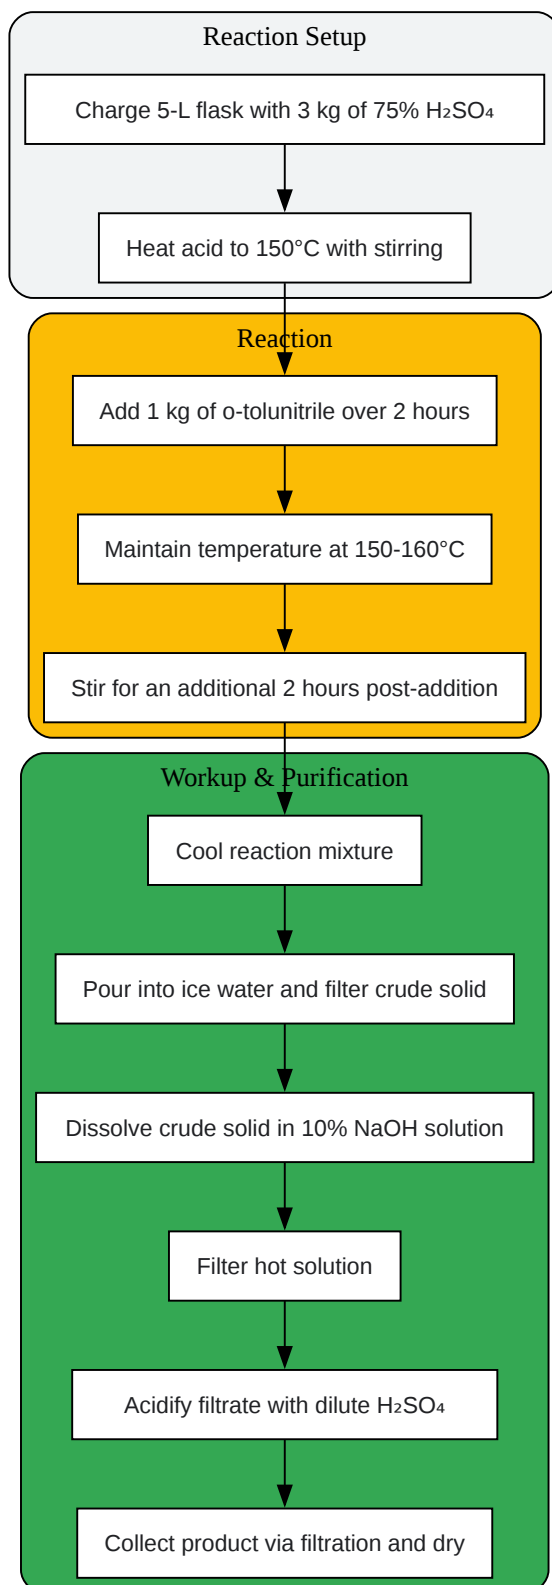 Reaction Setup
Charge 5-L flask with 3 kg of 75% H₂SO₄
Heat acid to 150°C with stirring
Reaction
Add 1 kg of o-tolunitrile over 2 hours
Maintain temperature at 150-160°C
Stir for an additional 2 hours post-addition
Workup & Purification
Cool reaction mixture
Pour into ice water and filter crude solid
Dissolve crude solid in 10% NaOH solution
Filter hot solution
Acidify filtrate with dilute H₂SO₄
Collect product via filtration and dry